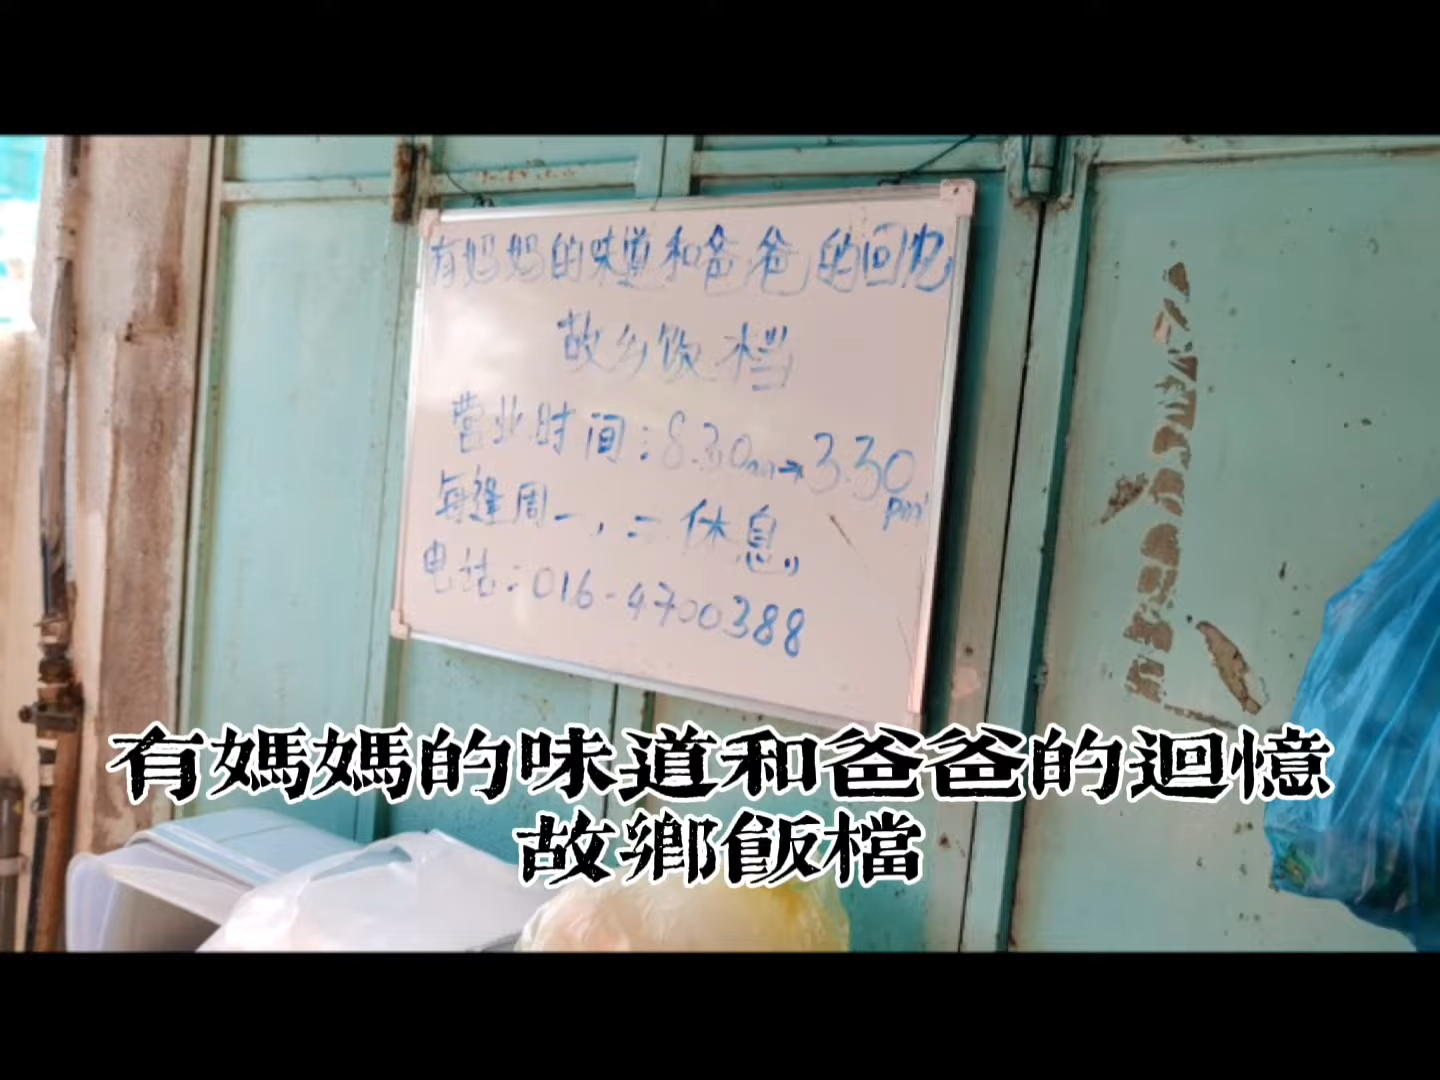 有妈妈的味道和爸爸的回忆
故乡饭档
营业时间：8.30am→3.30pm
每逢周一，二休息，
电话：016-4700388
有媽媽的味道和爸爸的迴憶
故鄉飯檔